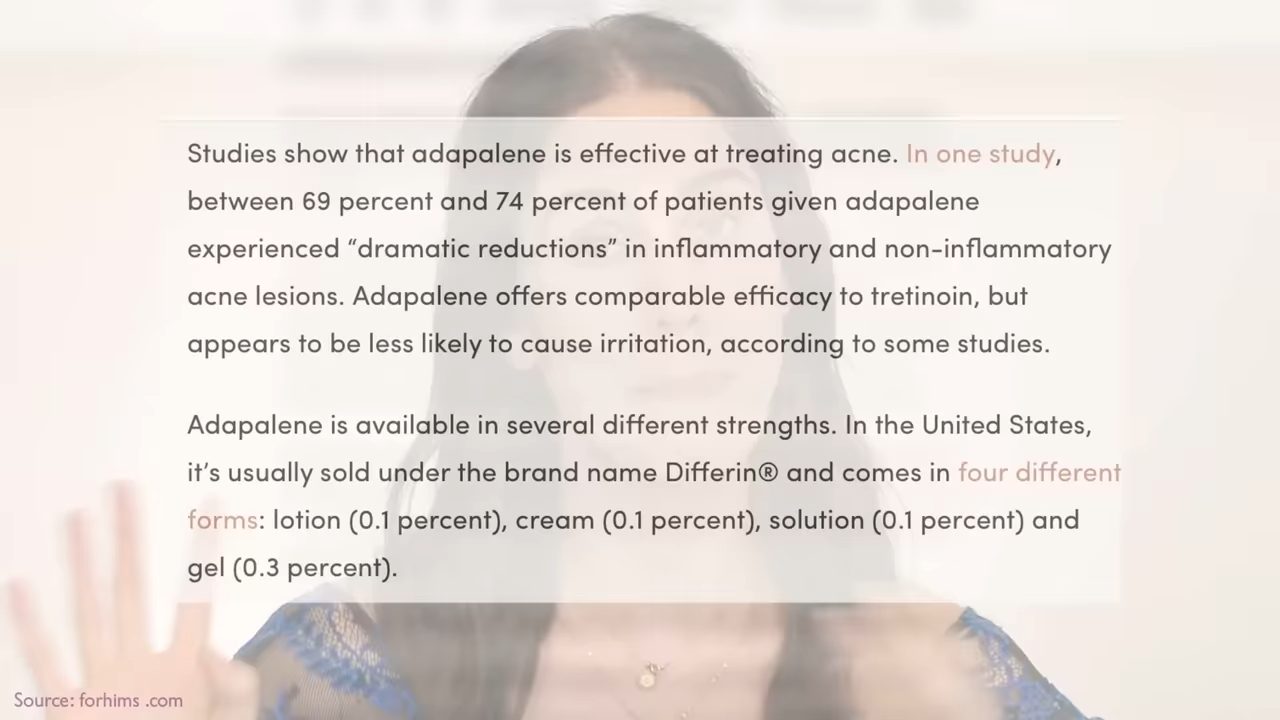 Studies show that adapalene is effective at treating acne. In one study,
between 69 percent and 74 percent of patients given adapalene
experienced “dramatic reductions” in inflammatory and non-inflammatory
acne lesions. Adapalene offers comparable efficacy to tretinoin, but
appears to be less likely to cause irritation, according to some studies.
Adapalene is available in several different strengths. In the United States,
it’s usually sold under the brand name Differin® and comes in four different
forms: lotion (0.1 percent), cream (0.1 percent), solution (0.1 percent) and
gel (0.3 percent).
Source: forhims .com